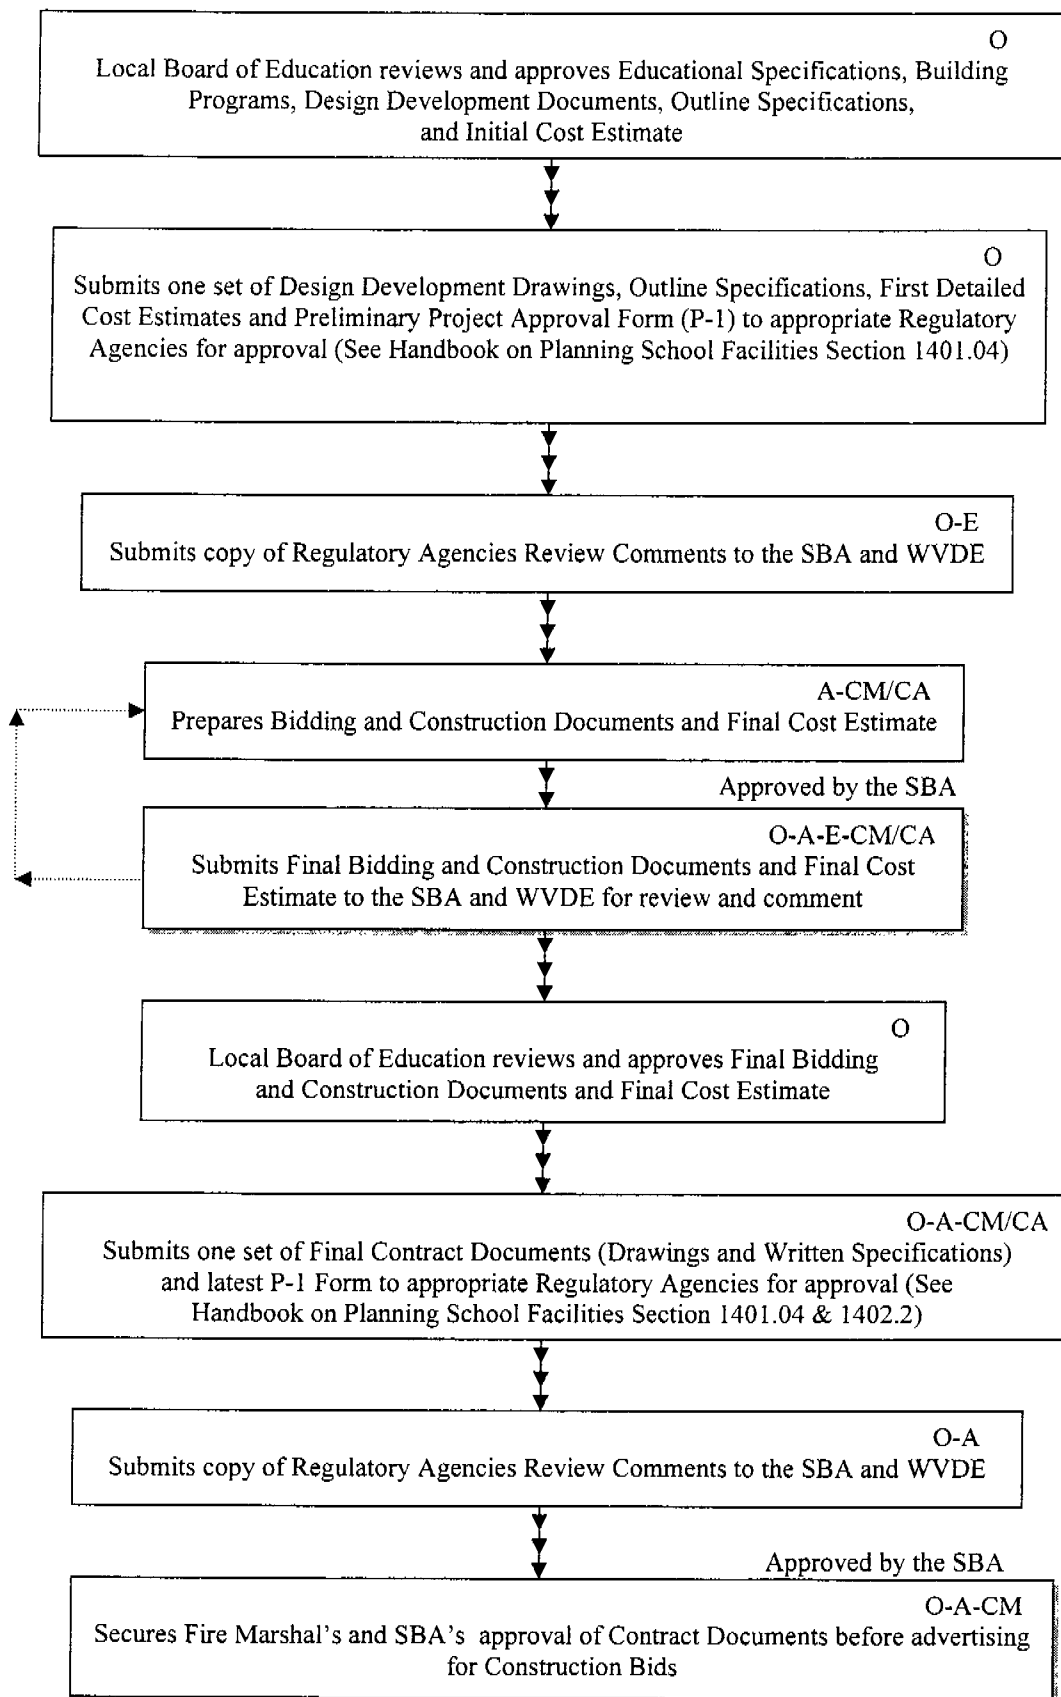 O
Local Board of Education reviews and approves Educational Specifications, Building
Programs, Design Development Documents, Outline Specifications,
and Initial Cost Estimate
O
Submits one set of Design Development Drawings, Outline Specifications, First Detailed
Cost Estimates and Preliminary Project Approval Form (P-1) to appropriate Regulatory
Agencies for approval (See Handbook on Planning School Facilities Section 1401.04)
O-E
Submits copy of Regulatory Agencies Review Comments to the SBA and WVDE
A-CM/CA
Prepares Bidding and Construction Documents and Final Cost Estimate
Approved by the SBA
O-A-E-CM/CA
Submits Final Bidding and Construction Documents and Final Cost
Estimate to the SBA and WVDE for review and comment
O
Local Board of Education reviews and approves Final Bidding
and Construction Documents and Final Cost Estimate
O-A-CM/CA
Submits one set of Final Contract Documents (Drawings and Written Specifications)
and latest P-1 Form to appropriate Regulatory Agencies for approval (See
Handbook on Planning School Facilities Section 1401.04 & 1402.2)
O-A
Submits copy of Regulatory Agencies Review Comments to the SBA and WVDE
Approved by the SBA
O-A-CM
Secures Fire Marshal's and SBA's approval of Contract Documents before advertising
for Construction Bids